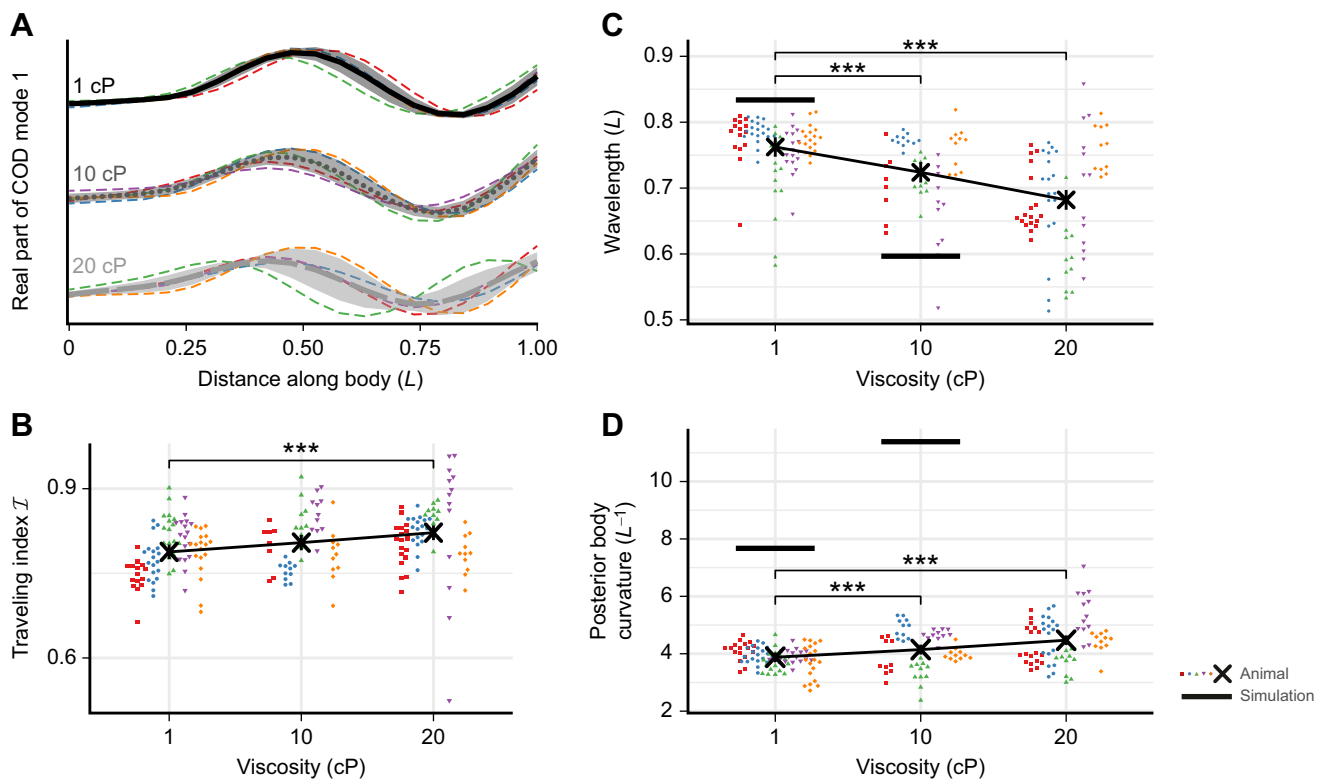 A
Real part of COD mode 1
1 cP
10 cP
20 cP
0
0.25
0.50
0.75
1.00
Distance along body (L)
B
Traveling index ℐ
0.9
0.6
***
1
10
20
Viscosity (cP)
C
Wavelength (L)
0.9
0.8
0.7
0.6
0.5
***
***
1
10
20
Viscosity (cP)
D
Posterior body
curvature (L⁻¹)
10
8
6
4
2
***
***
1
10
20
Viscosity (cP)
Animal
Simulation